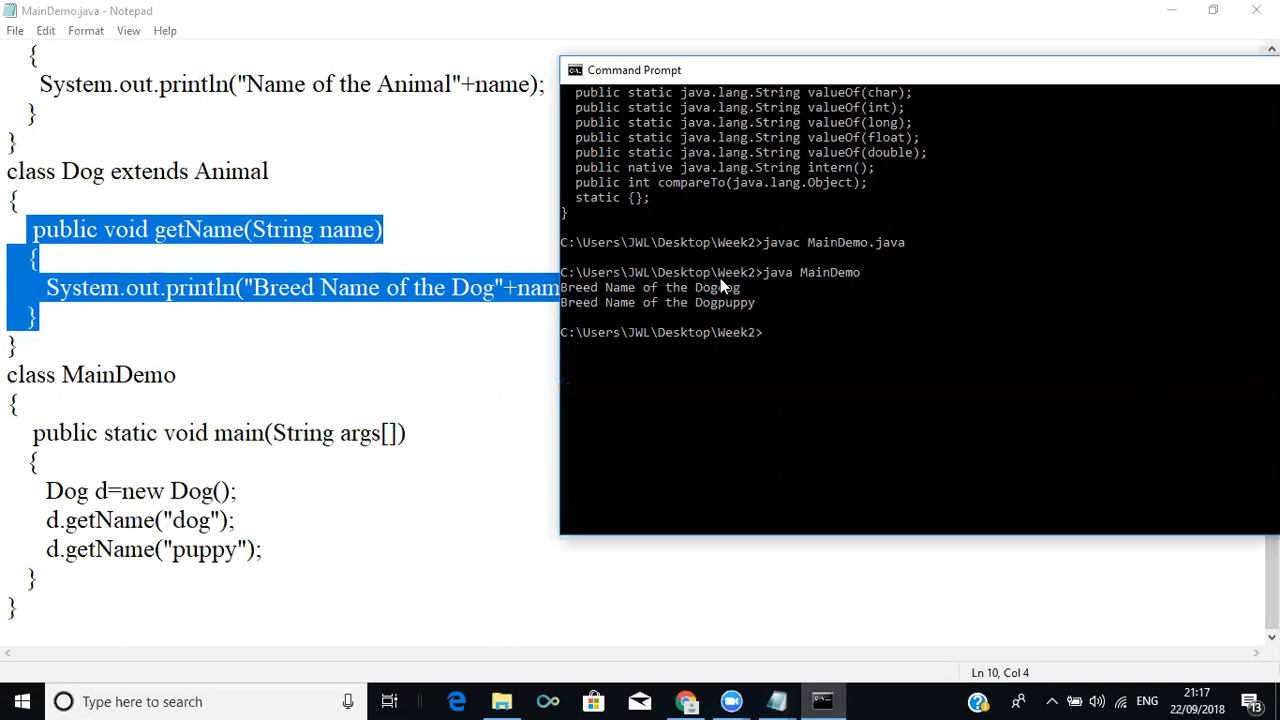 MainDemo.java - Notepad
File Edit Format View Help
{
System.out.println("Name of the Animal"+name);
}
}
class Dog extends Animal
{
public void getName(String name)
{
System.out.println("Breed Name of the Dog"+nam
}
}
class MainDemo
{
public static void main(String args[])
{
Dog d=new Dog();
d.getName("dog");
d.getName("puppy");
}
}
Command Prompt
public static java.lang.String valueOf(char);
public static java.lang.String valueOf(int);
public static java.lang.String valueOf(long);
public static java.lang.String valueOf(float);
public static java.lang.String valueOf(double);
public native java.lang.String intern();
public int compareTo(java.lang.Object);
static {};
}
C:\Users\JWL\Desktop\Week2>javac MainDemo.java
C:\Users\JWL\Desktop\Week2>java MainDemo
Breed Name of the Dogdog
Breed Name of the Dogpuppy
C:\Users\JWL\Desktop\Week2>
Ln 10, Col 4
Type here to search
ENG
21:17
22/09/2018
13